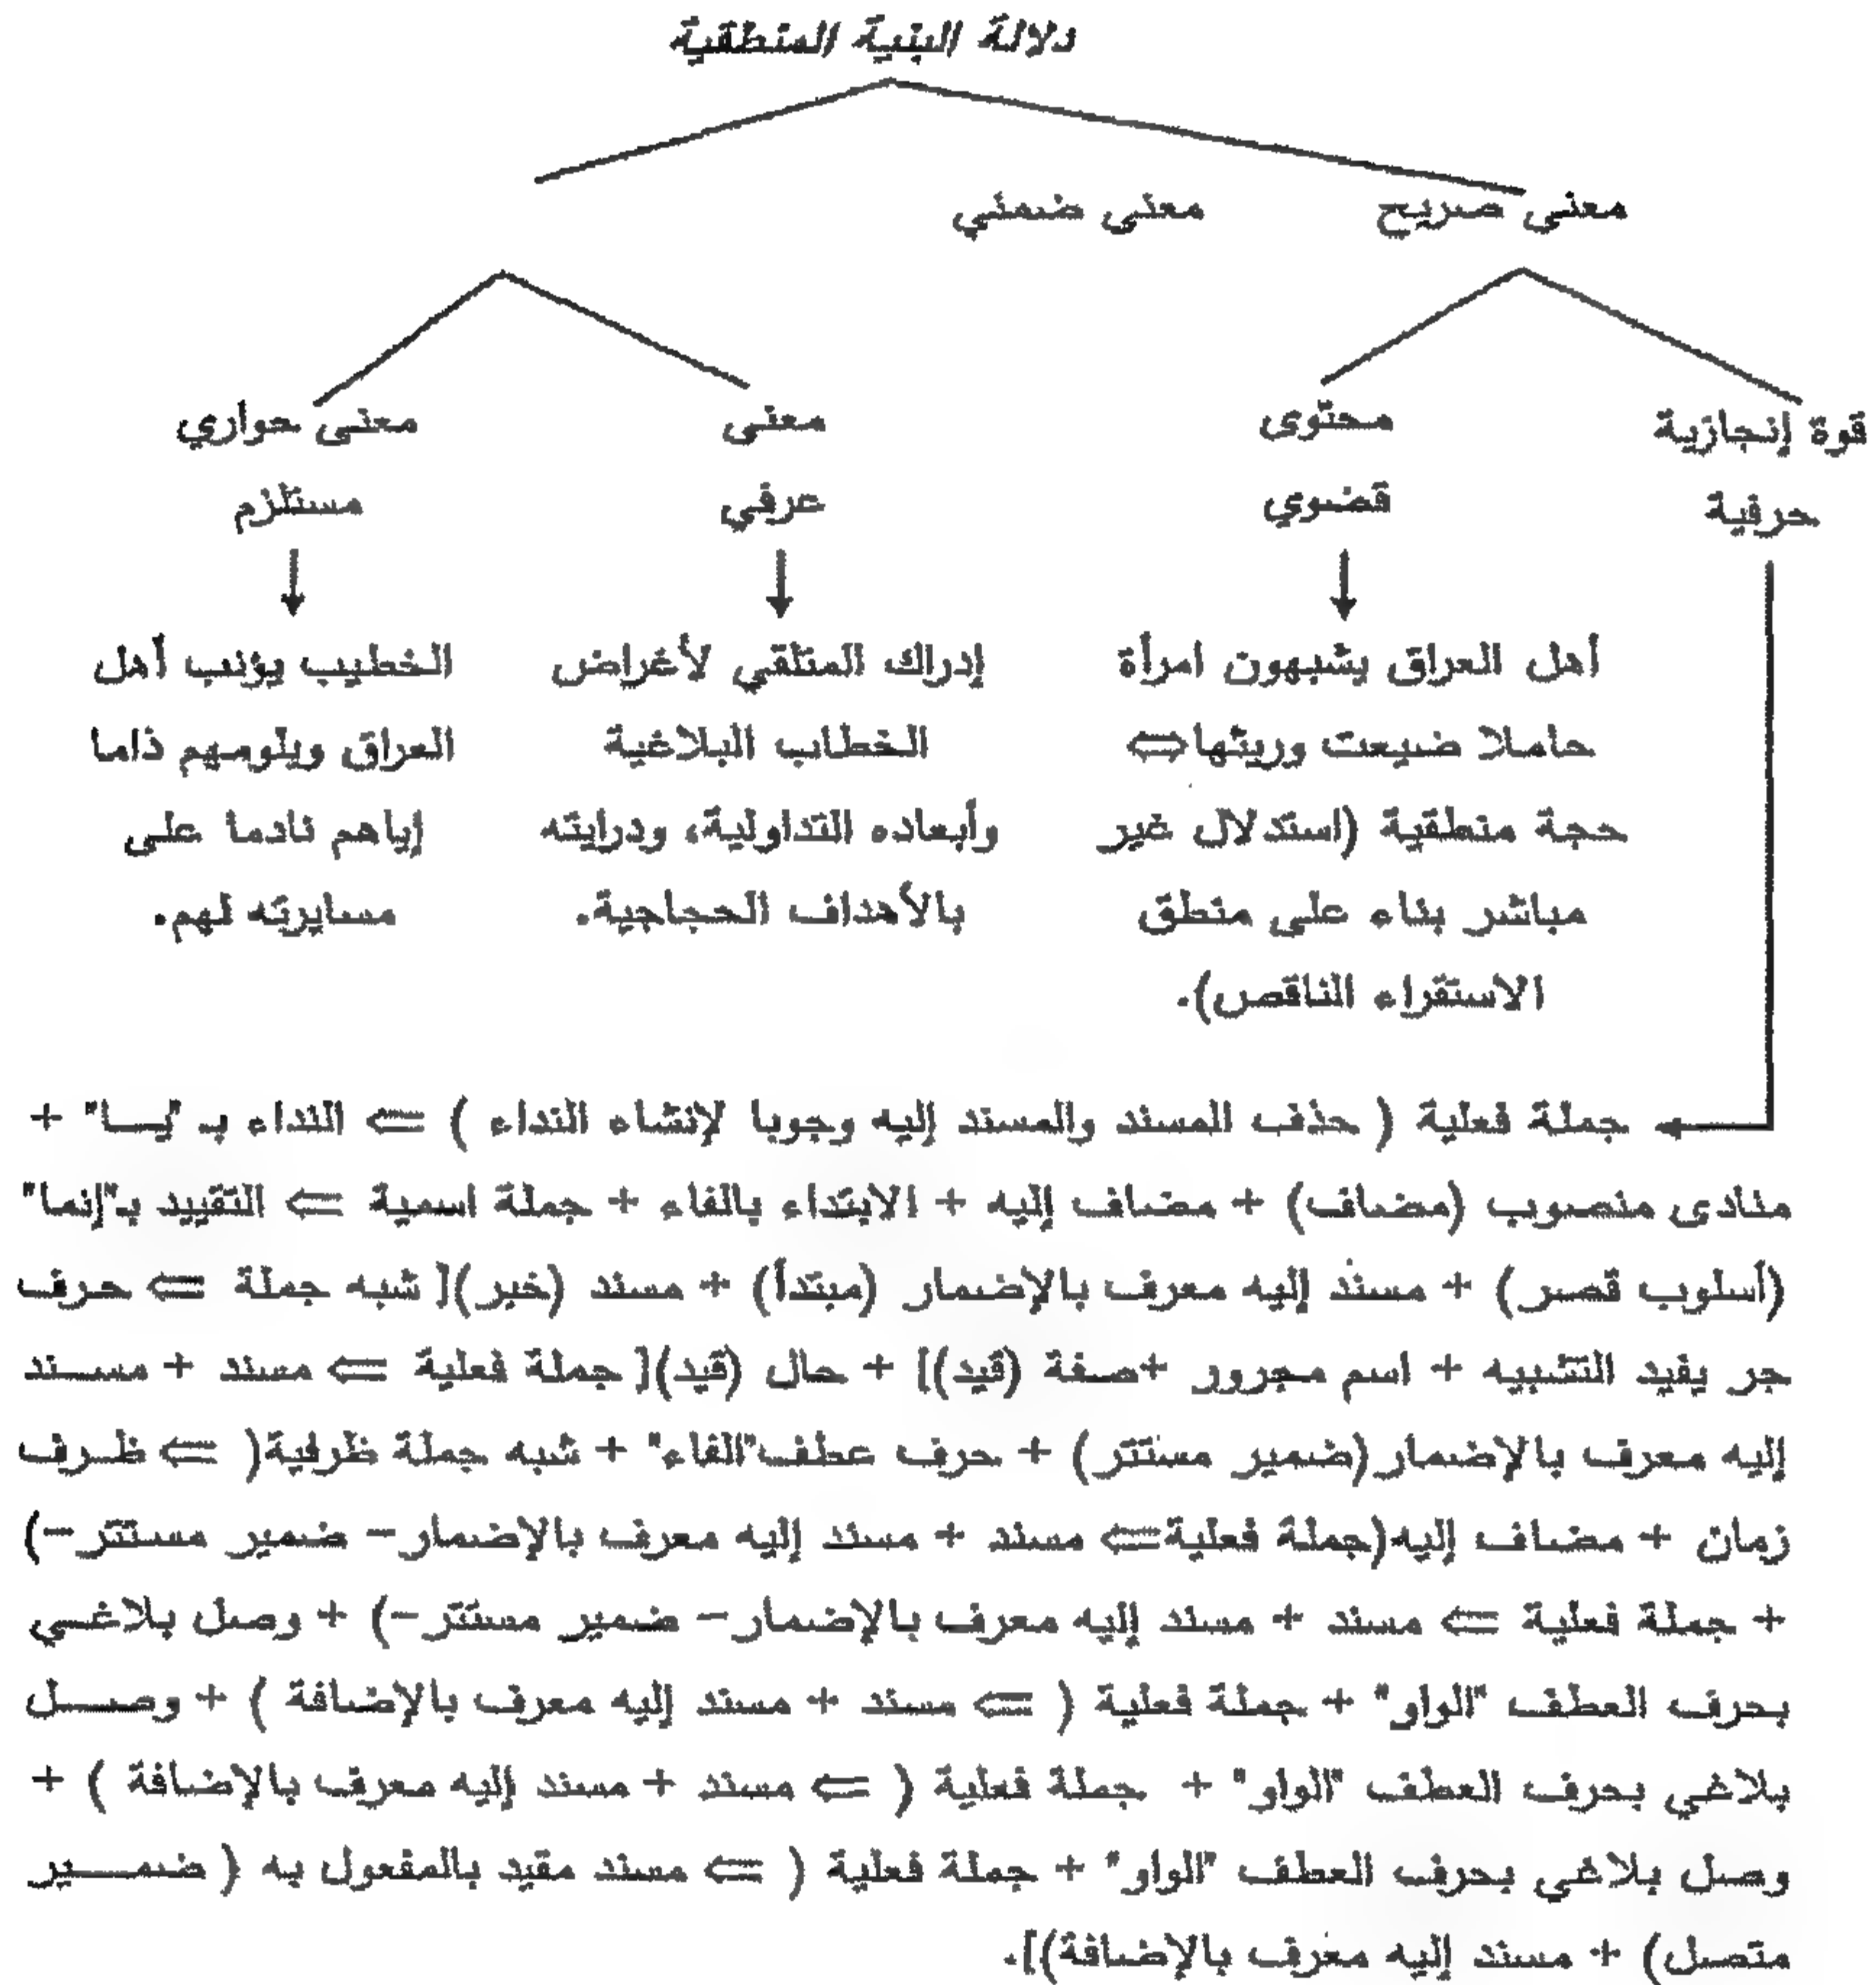 دلالة البنية المنطقية
معنى صريح معنى ضمني
قوة إنجازية محتوى معنى معنى حواري
حرفية قضوي عرفي مستلزم
أهل العراق يشبهون امرأة إدراك المتلقي لأغراض الخطيب يؤنب أهل
حاملا ضيعت وريثها⇐ الخطاب البلاغية العراق ويلومهم ذاما
حجة منطقية (استدلال غير وأبعاده التداولية، ودرايته إياهم نادما على
مباشر بناء على منطق بالأهداف الحجاجية. مسايرته لهم.
الاستقراء الناقص).
جملة فعلية ( حذف المسند والمسند إليه وجوبا لإنشاء النداء ) ⇐ النداء بـ "يـا" +
منادى منصوب (مضاف) + مضاف إليه + الابتداء بالفاء + جملة اسمية ⇐ التقييد بـ"إنما"
(أسلوب قصر) + مسند إليه معرف بالإضمار (مبتدأ) + مسند (خبر)[ شبه جملة ⇐ حرف
جر يفيد التشبيه + اسم مجرور +صفة (قيد)] + حال (قيد)[ جملة فعلية ⇐ مسند + مسـند
إليه معرف بالإضمار(ضمير مستتر) + حرف عطف"الفاء" + شبه جملة ظرفية( ⇐ ظـرف
زمان + مضاف إليه(جملة فعلية⇐ مسند + مسند إليه معرف بالإضمار- ضمير مستتر-)
+ جملة فعلية ⇐ مسند + مسند إليه معرف بالإضمار- ضمير مستتر-) + وصل بلاغـي
بحرف العطف "الواو" + جملة فعلية ( ⇐ مسند + مسند إليه معرف بالإضافة ) + وصـل
بلاغي بحرف العطف "الواو" + جملة فعلية ( ⇐ مسند + مسند إليه معرف بالإضافة ) +
وصل بلاغي بحرف العطف "الواو" + جملة فعلية ( ⇐ مسند مقيد بالمفعول به ( ضمـير
متصل) + مسند إليه معرف بالإضافة)].